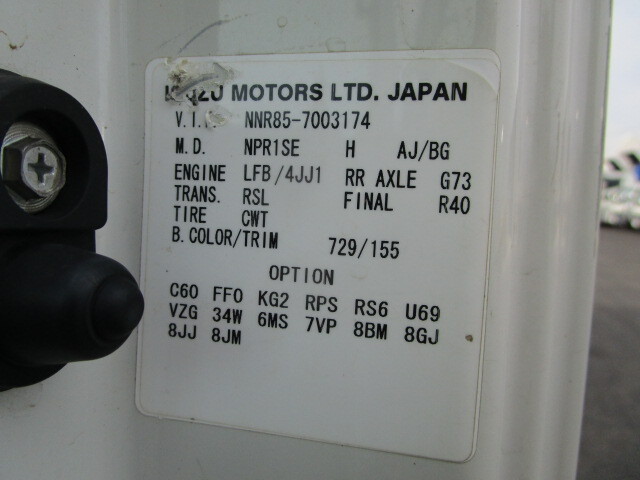 ISUZU MOTORS LTD. JAPAN
V.I.N. NNR85-7003174
M.D. NPR1SE H AJ/BG
ENGINE LFB/4JJ1 RR AXLE G73
TRANS. RSL FINAL R40
TIRE CWT
B.COLOR/TRIM 729/155
OPTION
C60 FF0 KG2 RPS RS6 U69
VZG 34W 6MS 7VP 8BM 8GJ
8JJ 8JM